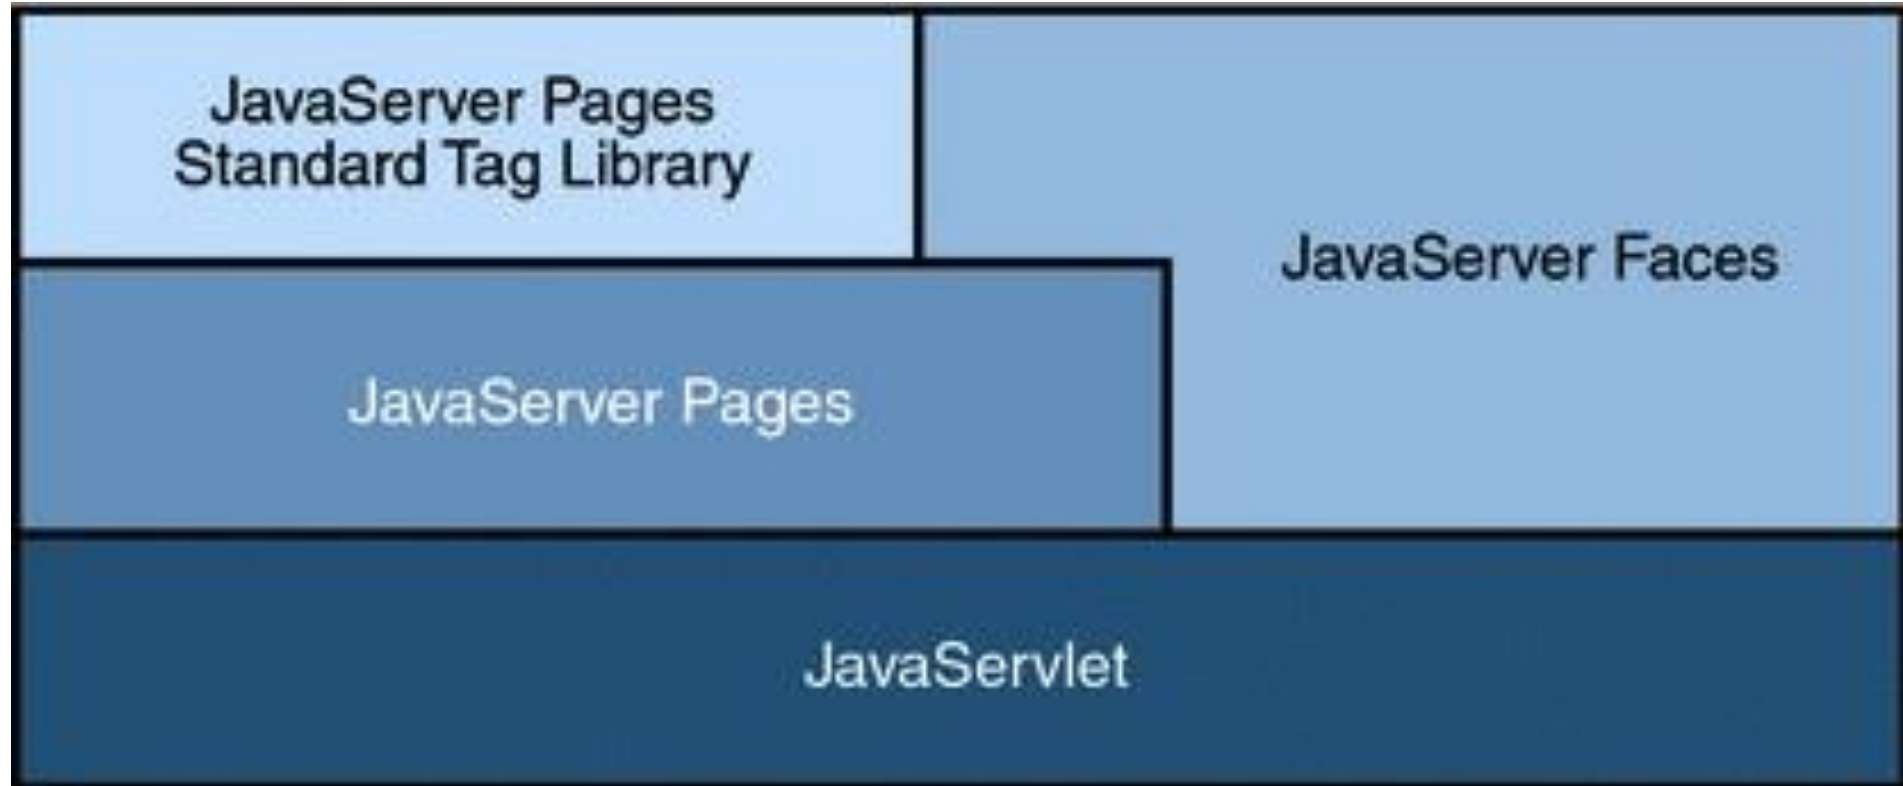 JavaServer Pages
Standard Tag Library
JavaServer Faces
JavaServer Pages
JavaServlet